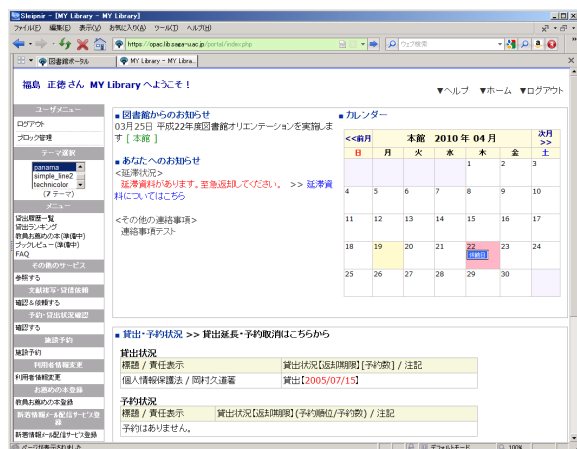 Sleipnir - [MY Library - MY Library]
ファイル(F) 編集(E) 表示(V) お気に入り(A) ツール(T) ヘルプ(H)
https://opac.lib.saga-u.ac.jp/portal/index.php
ウェブ検索
図書館ポータル MY Library - MY Libra..
福島 正徳さん MY Library へようこそ！
▼ヘルプ ▼ホーム ▼ログアウト
ユーザメニュー
ログアウト
ブロック管理
テーマ選択
panama
simple_line2
technicolor
(7 テーマ)
メニュー
貸出履歴一覧
貸出ランキング
教員お薦めの本(準備中)
ブックレビュー(準備中)
FAQ
その他のサービス
参照する
文献複写・貸借依頼
確認＆依頼する
予約・貸出状況確認
確認する
施設予約
施設予約
利用者情報変更
利用者情報変更
お薦めの本登録
教員お薦めの本登録
新着情報メール配信サービス登録
新着情報メール配信サービス登録
■ 図書館からのお知らせ
03月25日 平成22年度図書館オリエンテーションを実施します [ 本館 ]
■ あなたへのお知らせ
<延滞状況>
延滞資料があります。至急返却してください。 >> 延滞資料についてはこちら
<その他の連絡事項>
連絡事項テスト
■ カレンダー
<<前月 本館 2010 年 04 月 次月>>
日 月 火 水 木 金 土
1 2 3
4 5 6 7 8 9 10
11 12 13 14 15 16 17
18 19 20 21 22 23 24
休館日
25 26 27 28 29 30
■ 貸出・予約状況 >> 貸出延長・予約取消はこちらから
貸出状況
標題 / 責任表示 貸出状況【返却期限】[予約数] / 注記
個人情報保護法 / 岡村久道著 貸出【2005/07/15】
予約状況
標題 / 責任表示 貸出状況【返却期限】(予約順位/予約数) / 注記
予約はありません。
ページが表示されました
デフォルトモード 100%